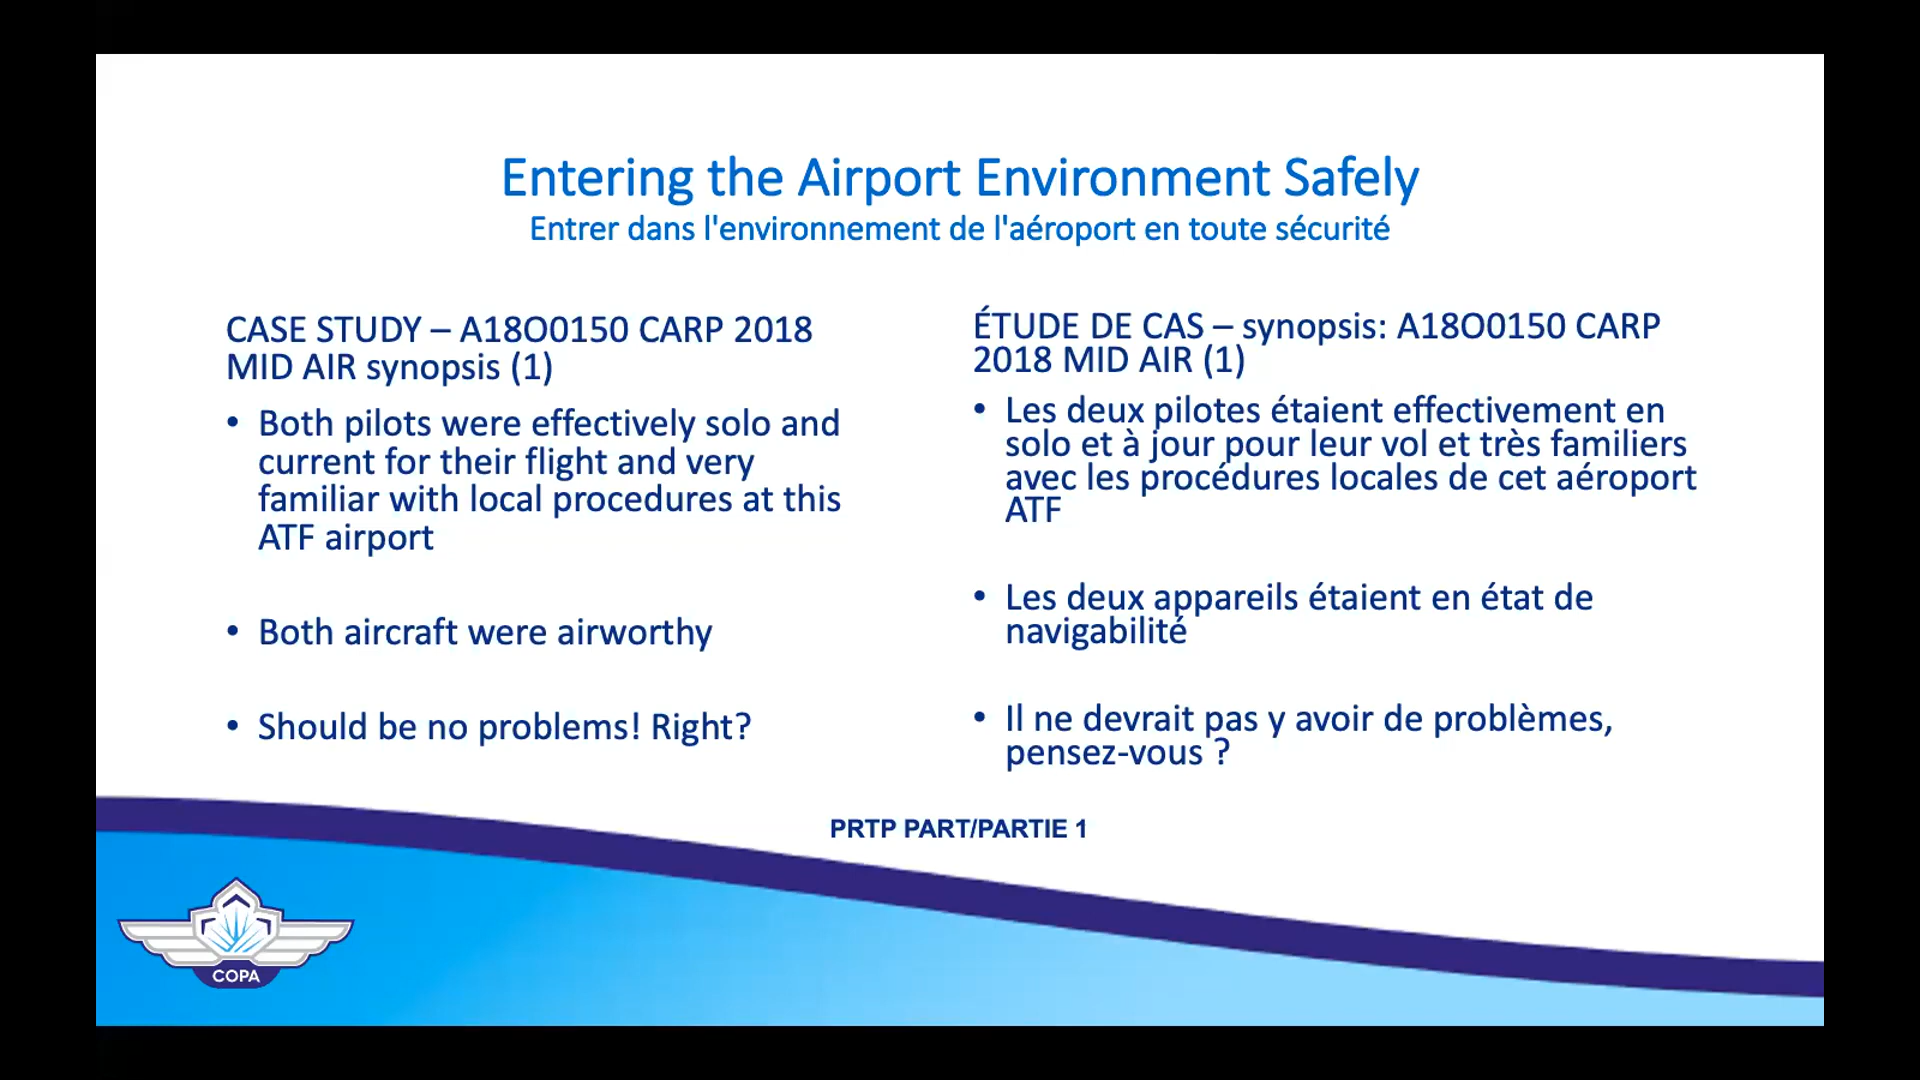 Entering the Airport Environment Safely
Entrer dans l'environnement de l'aéroport en toute sécurité
CASE STUDY – A18O0150 CARP 2018
MID AIR synopsis (1)
• Both pilots were effectively solo and
current for their flight and very
familiar with local procedures at this
ATF airport
• Both aircraft were airworthy
• Should be no problems! Right?
ÉTUDE DE CAS – synopsis: A18O0150 CARP
2018 MID AIR (1)
• Les deux pilotes étaient effectivement en
solo et à jour pour leur vol et très familiers
avec les procédures locales de cet aéroport
ATF
• Les deux appareils étaient en état de
navigabilité
• Il ne devrait pas y avoir de problèmes,
pensez-vous ?
PRTP PART/PARTIE 1
COPA